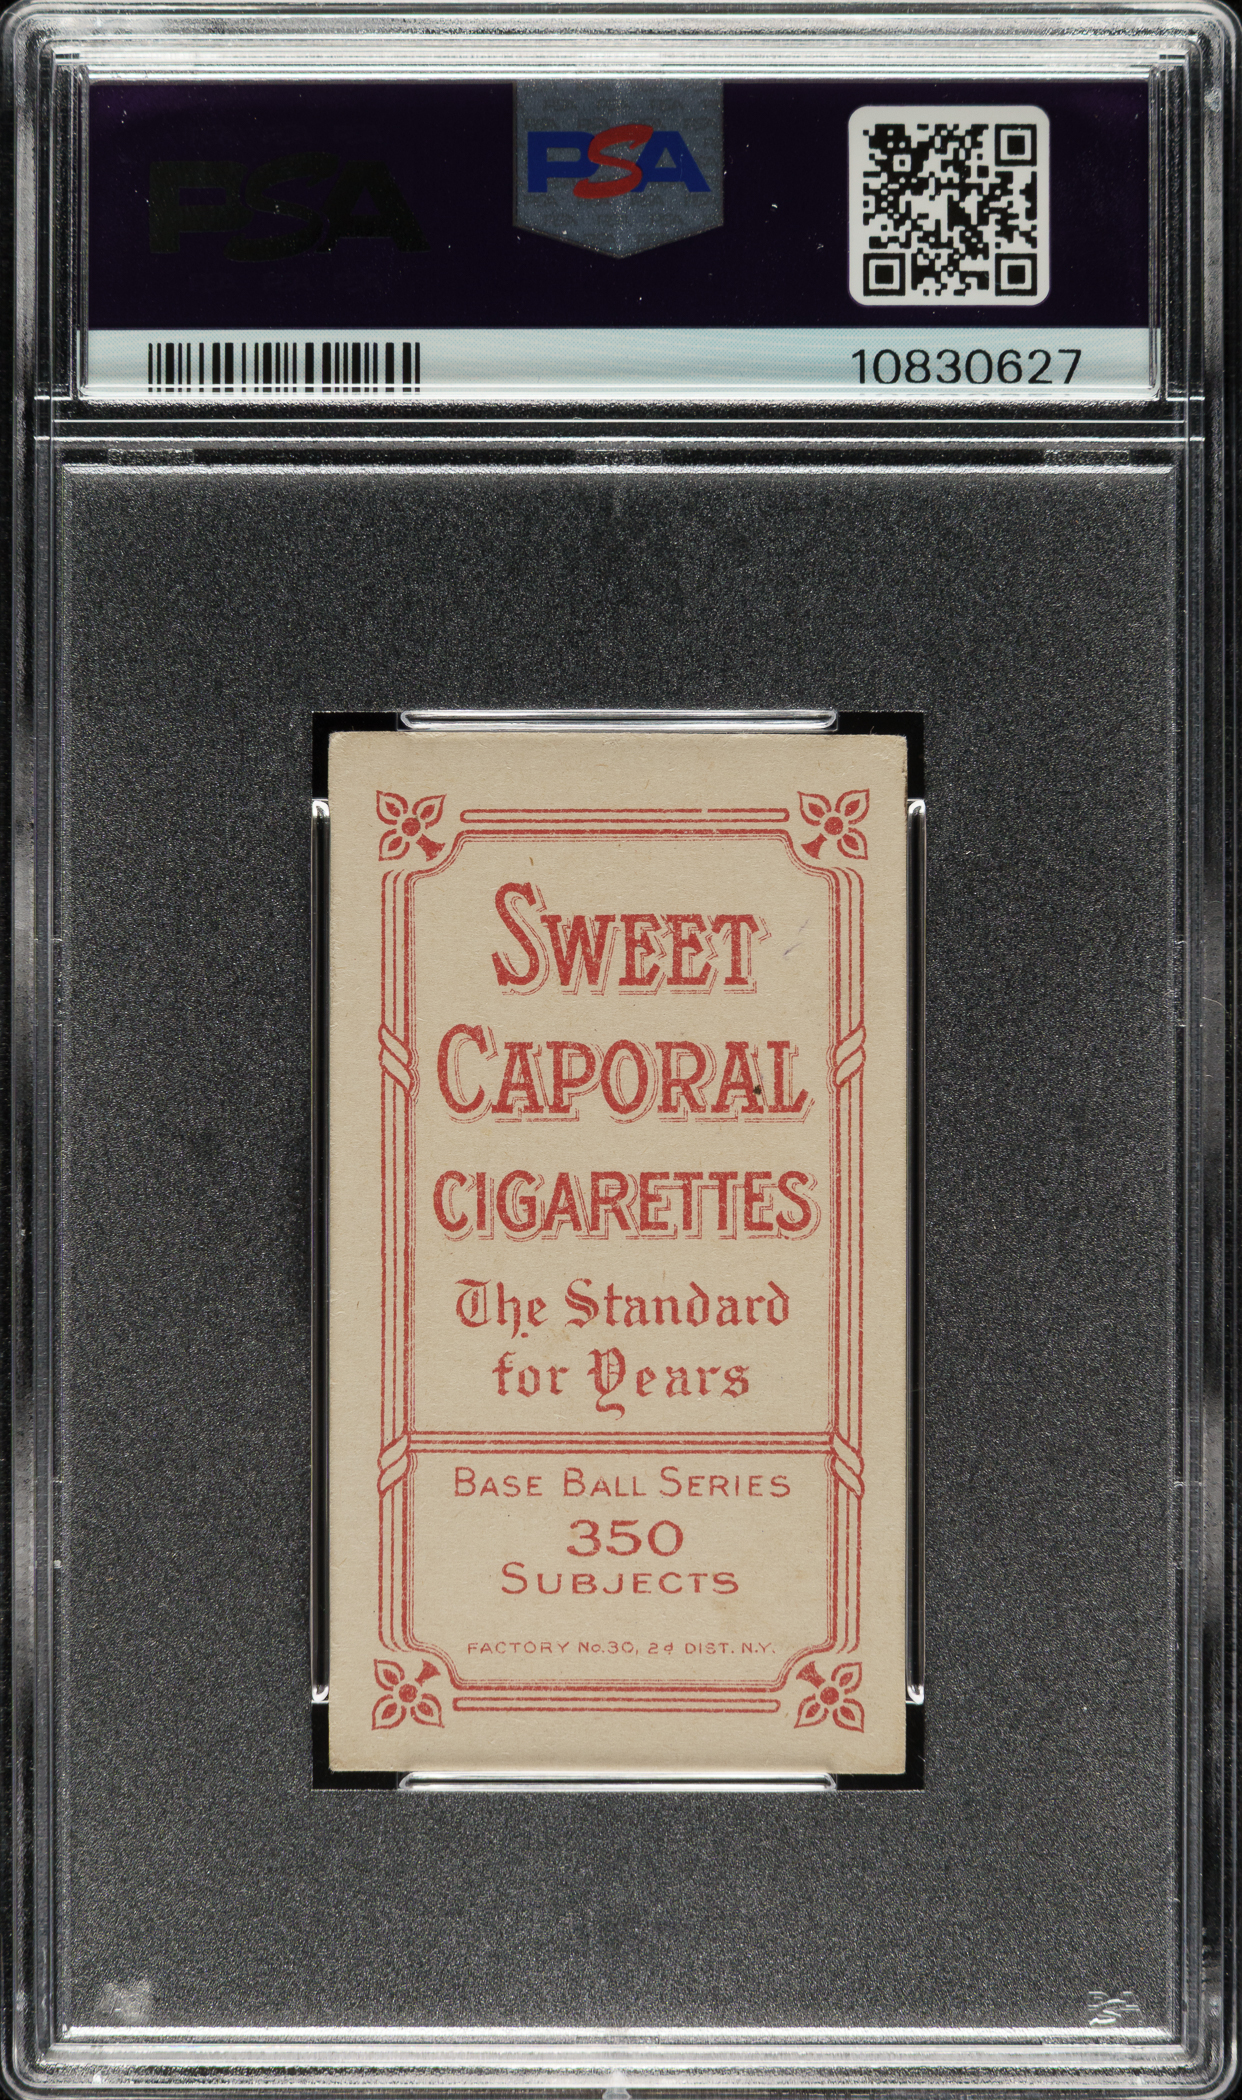 PSA
PSA
10830627
SWEET
CAPORAL
CIGARETTES
The Standard
for Years
BASE BALL SERIES
350
SUBJECTS
FACTORY No. 30, 2d DIST. N.Y.